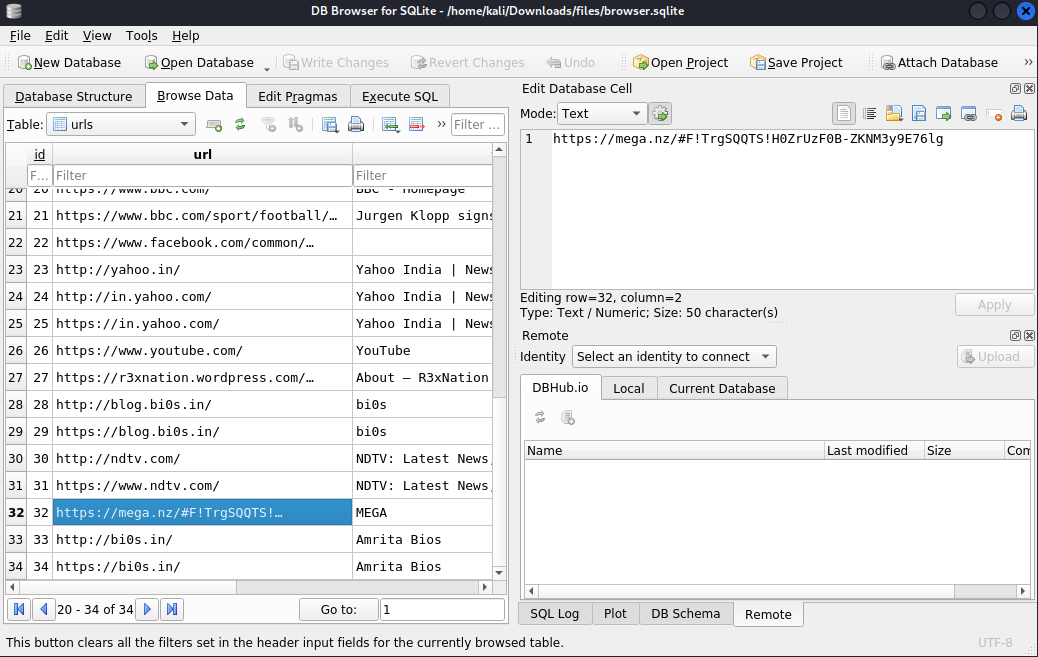 DB Browser for SQLite - /home/kali/Downloads/files/browser.sqlite
File Edit View Tools Help
New Database Open Database Write Changes Revert Changes Undo Open Project Save Project Attach Database »
Database Structure Browse Data Edit Pragmas Execute SQL
Table: urls » Filter ...
id url
F... Filter Filter
20 20 https://www.bbc.com/ BBC - Homepage
21 21 https://www.bbc.com/sport/football/… Jurgen Klopp signs
22 22 https://www.facebook.com/common/…
23 23 http://yahoo.in/ Yahoo India | News
24 24 http://in.yahoo.com/ Yahoo India | News
25 25 https://in.yahoo.com/ Yahoo India | News
26 26 https://www.youtube.com/ YouTube
27 27 https://r3xnation.wordpress.com/… About – R3xNation
28 28 http://blog.bi0s.in/ bi0s
29 29 https://blog.bi0s.in/ bi0s
30 30 http://ndtv.com/ NDTV: Latest News,
31 31 https://www.ndtv.com/ NDTV: Latest News,
32 32 https://mega.nz/#F!TrgSQQTS!… MEGA
33 33 http://bi0s.in/ Amrita Bios
34 34 https://bi0s.in/ Amrita Bios
20 - 34 of 34 Go to: 1
Edit Database Cell
Mode: Text
1 https://mega.nz/#F!TrgSQQTS!H0ZrUzF0B-ZKNM3y9E76lg
Editing row=32, column=2
Type: Text / Numeric; Size: 50 character(s)
Apply
Remote
Identity Select an identity to connect Upload
DBHub.io Local Current Database
Name Last modified Size Com
SQL Log Plot DB Schema Remote
This button clears all the filters set in the header input fields for the currently browsed table. UTF-8